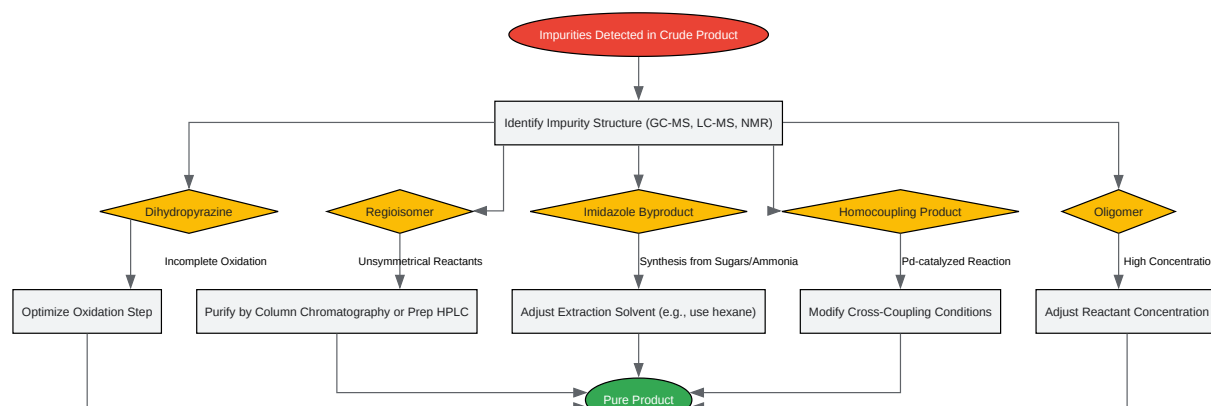 Impurities Detected in Crude Product
Identify Impurity Structure (GC-MS, LC-MS, NMR)
Dihydropyrazine
Regioisomer
Imidazole Byproduct
Homocoupling Product
Oligomer
Incomplete Oxidation
Unsymmetrical Reactants
Synthesis from Sugars/Ammonia
Pd-catalyzed Reaction
High Concentratio
Optimize Oxidation Step
Purify by Column Chromatography or Prep HPLC
Adjust Extraction Solvent (e.g., use hexane)
Modify Cross-Coupling Conditions
Adjust Reactant Concentration
Pure Product